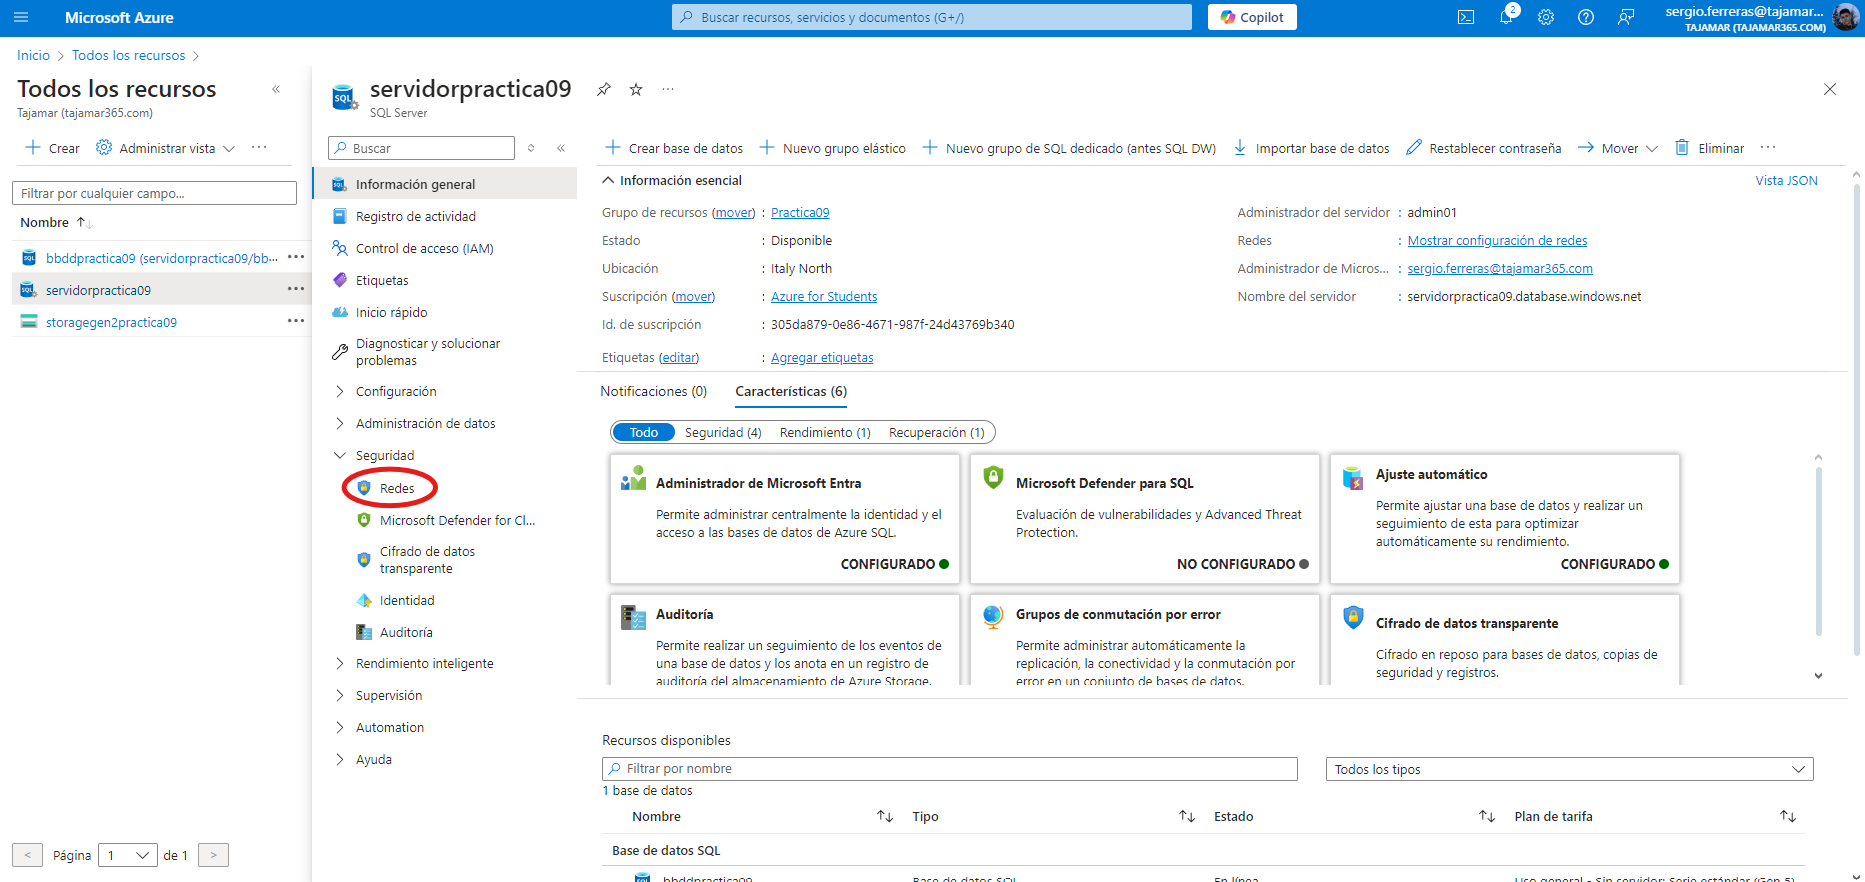 Microsoft Azure
Buscar recursos, servicios y documentos (G+/)
Copilot
2
sergio.ferreras@tajamar...
TAJAMAR (TAJAMAR365.COM)
Inicio > Todos los recursos >
Todos los recursos
Tajamar (tajamar365.com)
Crear
Administrar vista
Filtrar por cualquier campo...
Nombre
bbddpractica09 (servidorpractica09/bb...
servidorpractica09
storagegen2practica09
< Página 1 de 1 >
servidorpractica09
SQL Server
Buscar
Información general
Registro de actividad
Control de acceso (IAM)
Etiquetas
Inicio rápido
Diagnosticar y solucionar
problemas
Configuración
Administración de datos
Seguridad
Redes
Microsoft Defender for Cl...
Cifrado de datos
transparente
Identidad
Auditoría
Rendimiento inteligente
Supervisión
Automation
Ayuda
Crear base de datos
Nuevo grupo elástico
Nuevo grupo de SQL dedicado (antes SQL DW)
Importar base de datos
Restablecer contraseña
Mover
Eliminar
Información esencial
Vista JSON
Grupo de recursos (mover) : Practica09
Estado : Disponible
Ubicación : Italy North
Suscripción (mover) : Azure for Students
Id. de suscripción : 305da879-0e86-4671-987f-24d43769b340
Etiquetas (editar) : Agregar etiquetas
Administrador del servidor : admin01
Redes : Mostrar configuración de redes
Administrador de Micros... : sergio.ferreras@tajamar365.com
Nombre del servidor : servidorpractica09.database.windows.net
Notificaciones (0)
Características (6)
Todo
Seguridad (4)
Rendimiento (1)
Recuperación (1)
Administrador de Microsoft Entra
Permite administrar centralmente la identidad y el
acceso a las bases de datos de Azure SQL.
CONFIGURADO
Microsoft Defender para SQL
Evaluación de vulnerabilidades y Advanced Threat
Protection.
NO CONFIGURADO
Ajuste automático
Permite ajustar una base de datos y realizar un
seguimiento de esta para optimizar
automáticamente su rendimiento.
CONFIGURADO
Auditoría
Permite realizar un seguimiento de los eventos de
una base de datos y los anota en un registro de
auditoría del almacenamiento de Azure Storage.
Grupos de conmutación por error
Permite administrar automáticamente la
replicación, la conectividad y la conmutación por
error en un conjunto de bases de datos.
Cifrado de datos transparente
Cifrado en reposo para bases de datos, copias de
seguridad y registros.
Recursos disponibles
Filtrar por nombre
Todos los tipos
1 base de datos
Nombre
Tipo
Estado
Plan de tarifa
Base de datos SQL
bbddpractica09
Base de datos SQL
En línea
Uso general - Sin servidor: Serie estándar (Gen 5)